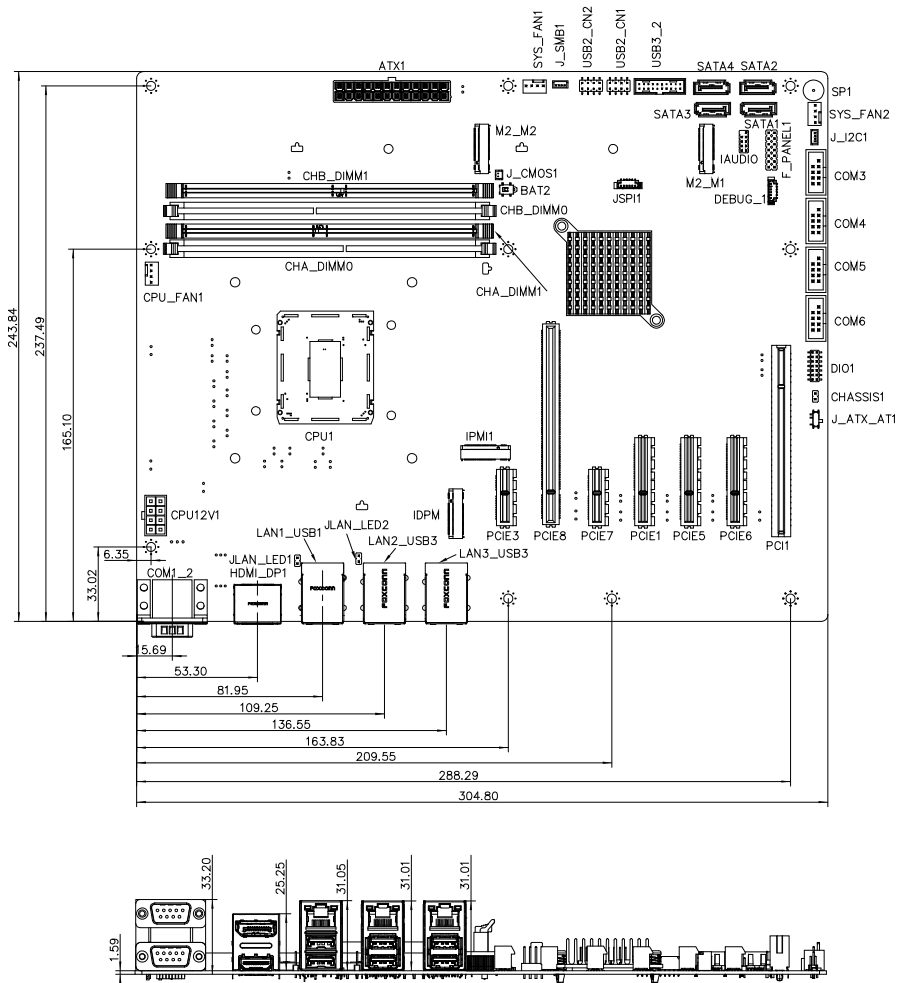 SYS_FAN1
J_SMB1
USB2_CN2
USB2_CN1
USB3_2
ATX1
SATA4
SATA2
SP1
SATA3
SATA1
SYS_FAN2
M2_M2
IAUDIO
F_PANEL1
J_I2C1
CHB_DIMM1
J_CMOS1
BAT2
JSPI1
M2_M1
DEBUG_1
COM3
CHB_DIMM0
COM4
CHA_DIMM0
CHA_DIMM1
COM5
CPU_FAN1
COM6
243.84
237.49
165.10
DIO1
CHASSIS1
J_ATX_AT1
CPU1
IPMI1
CPU12V1
IDPM
JLAN_LED2
LAN1_USB1
LAN2_USB3
LAN3_USB3
PCIE3
PCIE8
PCIE7
PCIE1
PCIE5
PCIE6
PCI1
6.35
33.02
JLAN_LED1
COM1_2
HDMI_DP1
FOXCONN
FOXCONN
FOXCONN
FOXCONN
15.69
53.30
81.95
109.25
136.55
163.83
209.55
288.29
304.80
33.20
25.25
31.05
31.01
31.01
1.59